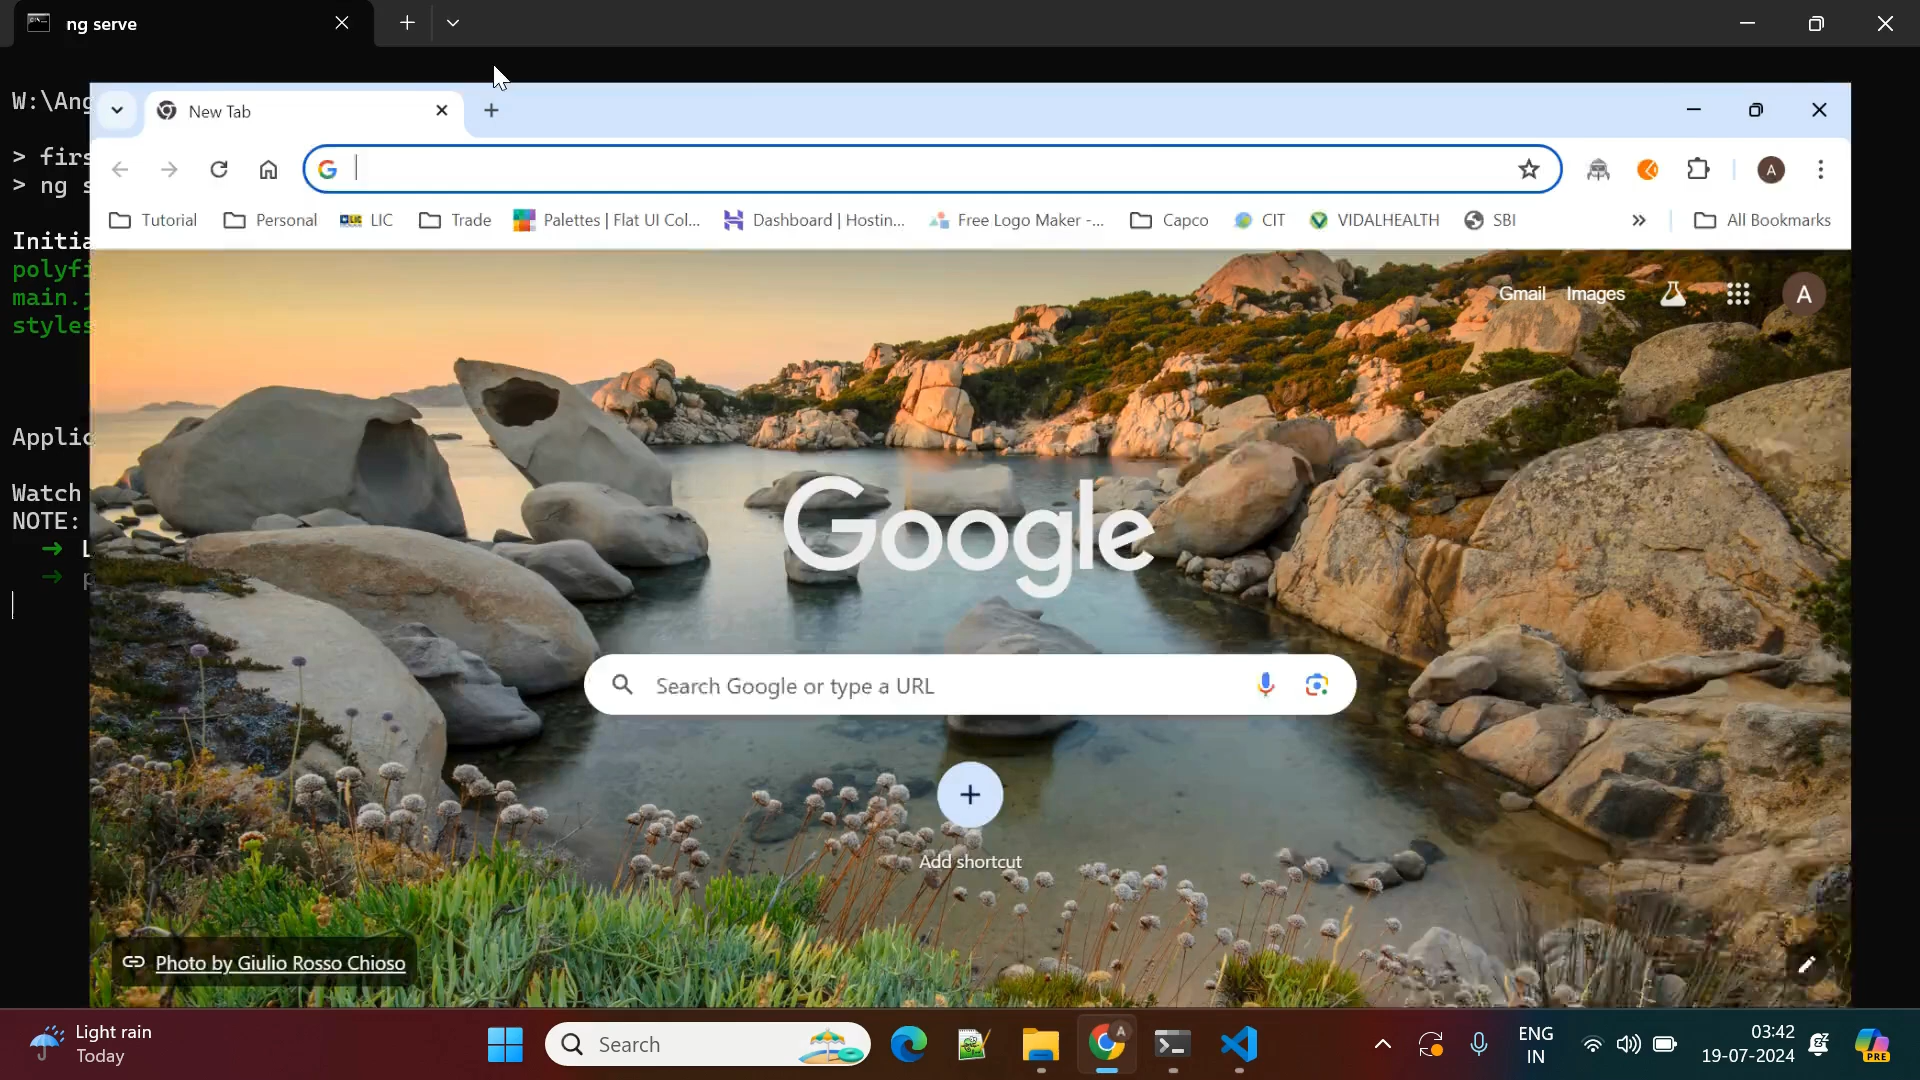 ng serve
W:\Ang
New Tab
> firs
> ng s
Tutorial Personal LIC Trade Palettes | Flat UI Col... Dashboard | Hostin... Free Logo Maker -... Capco CIT VIDALHEALTH SBI » All Bookmarks
Initia
polyfi
main.j
styles
Gmail Images A
Applic
Watch
NOTE:
➜ L
➜ p
Google
Search Google or type a URL
Add shortcut
Photo by Giulio Rosso Chioso
Light rain
Today
Search
ENG
IN
03:42
19-07-2024
PRE